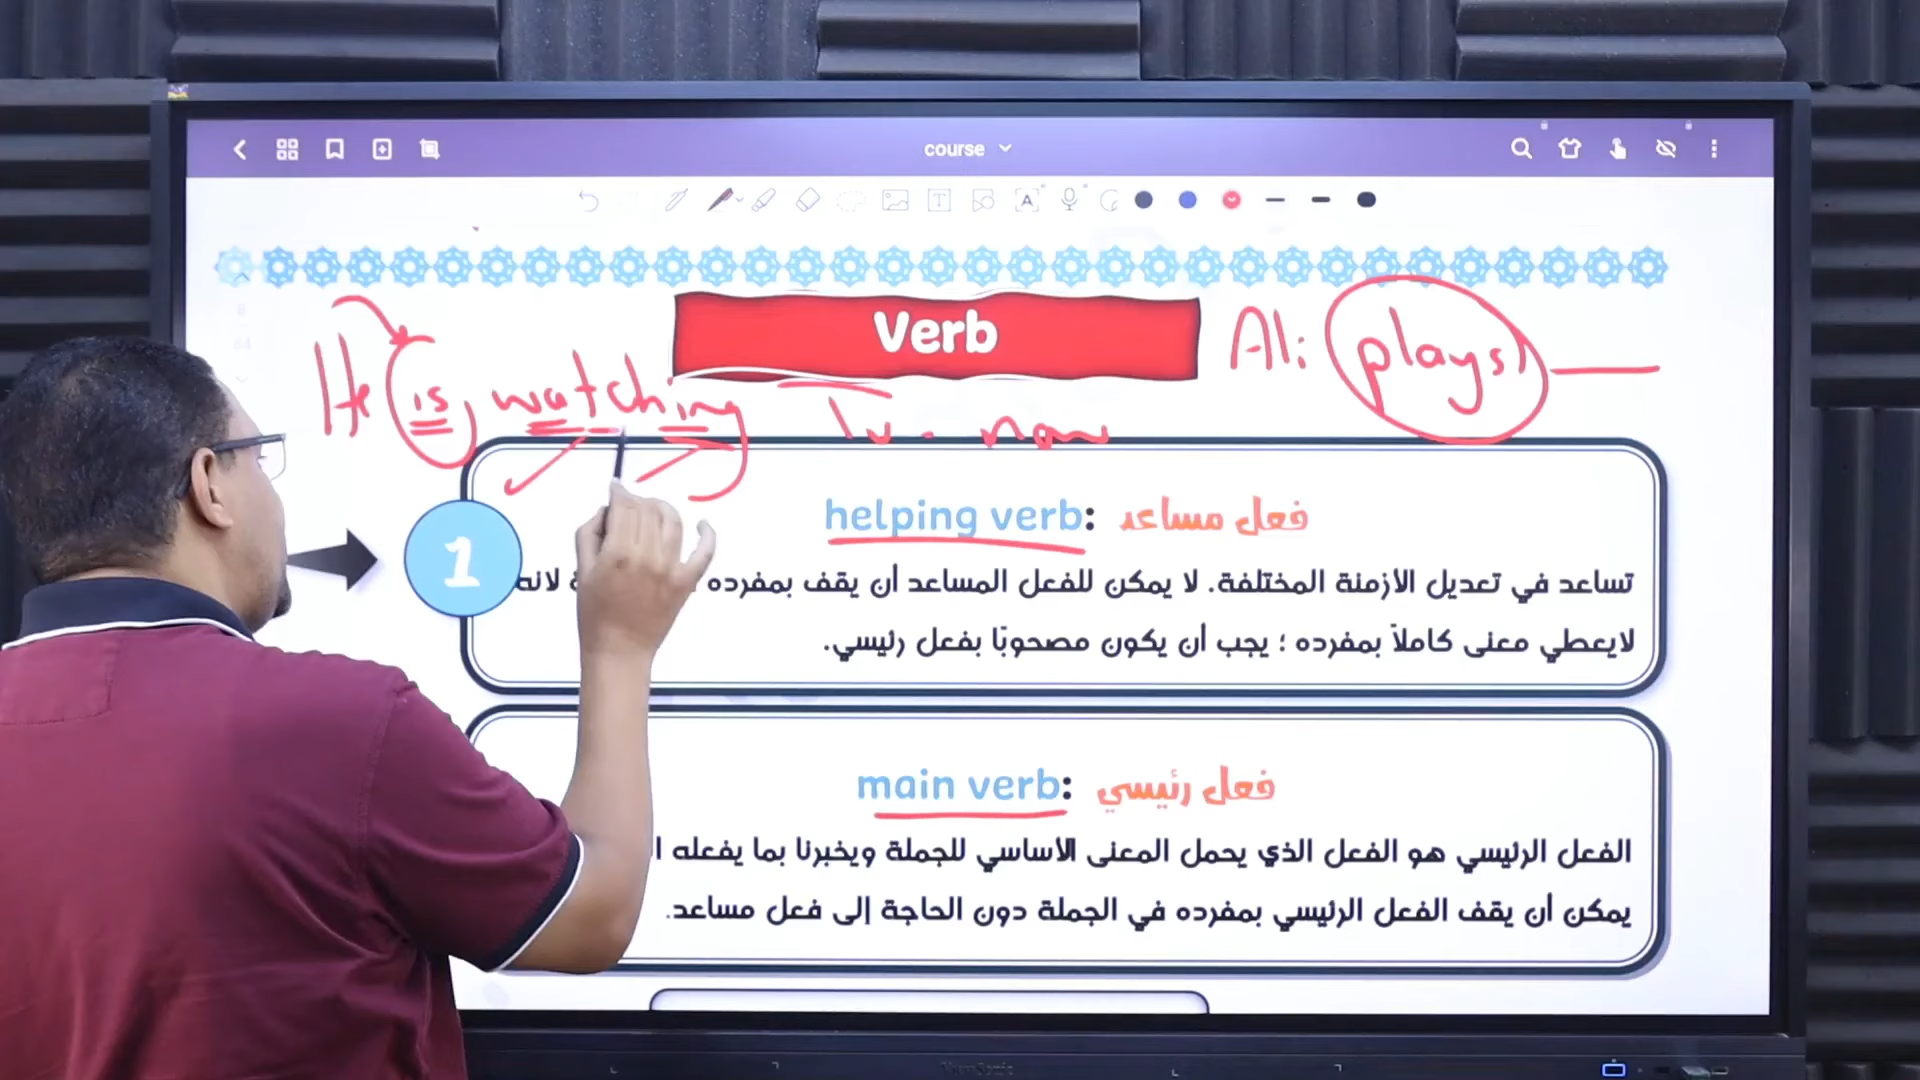 course
Verb
Ali plays
He is watching Tv. now
1
helping verb: فعل مساعد
تساعد في تعديل الأزمنة المختلفة. لا يمكن للفعل المساعد أن يقف بمفرده لانه
لايعطي معنى كاملاً بمفرده ؛ يجب أن يكون مصحوبًا بفعل رئيسي.
main verb: فعل رئيسي
الفعل الرئيسي هو الفعل الذي يحمل المعنى الأساسي للجملة ويخبرنا بما يفعله
يمكن أن يقف الفعل الرئيسي بمفرده في الجملة دون الحاجة إلى فعل مساعد.
ViewSonic